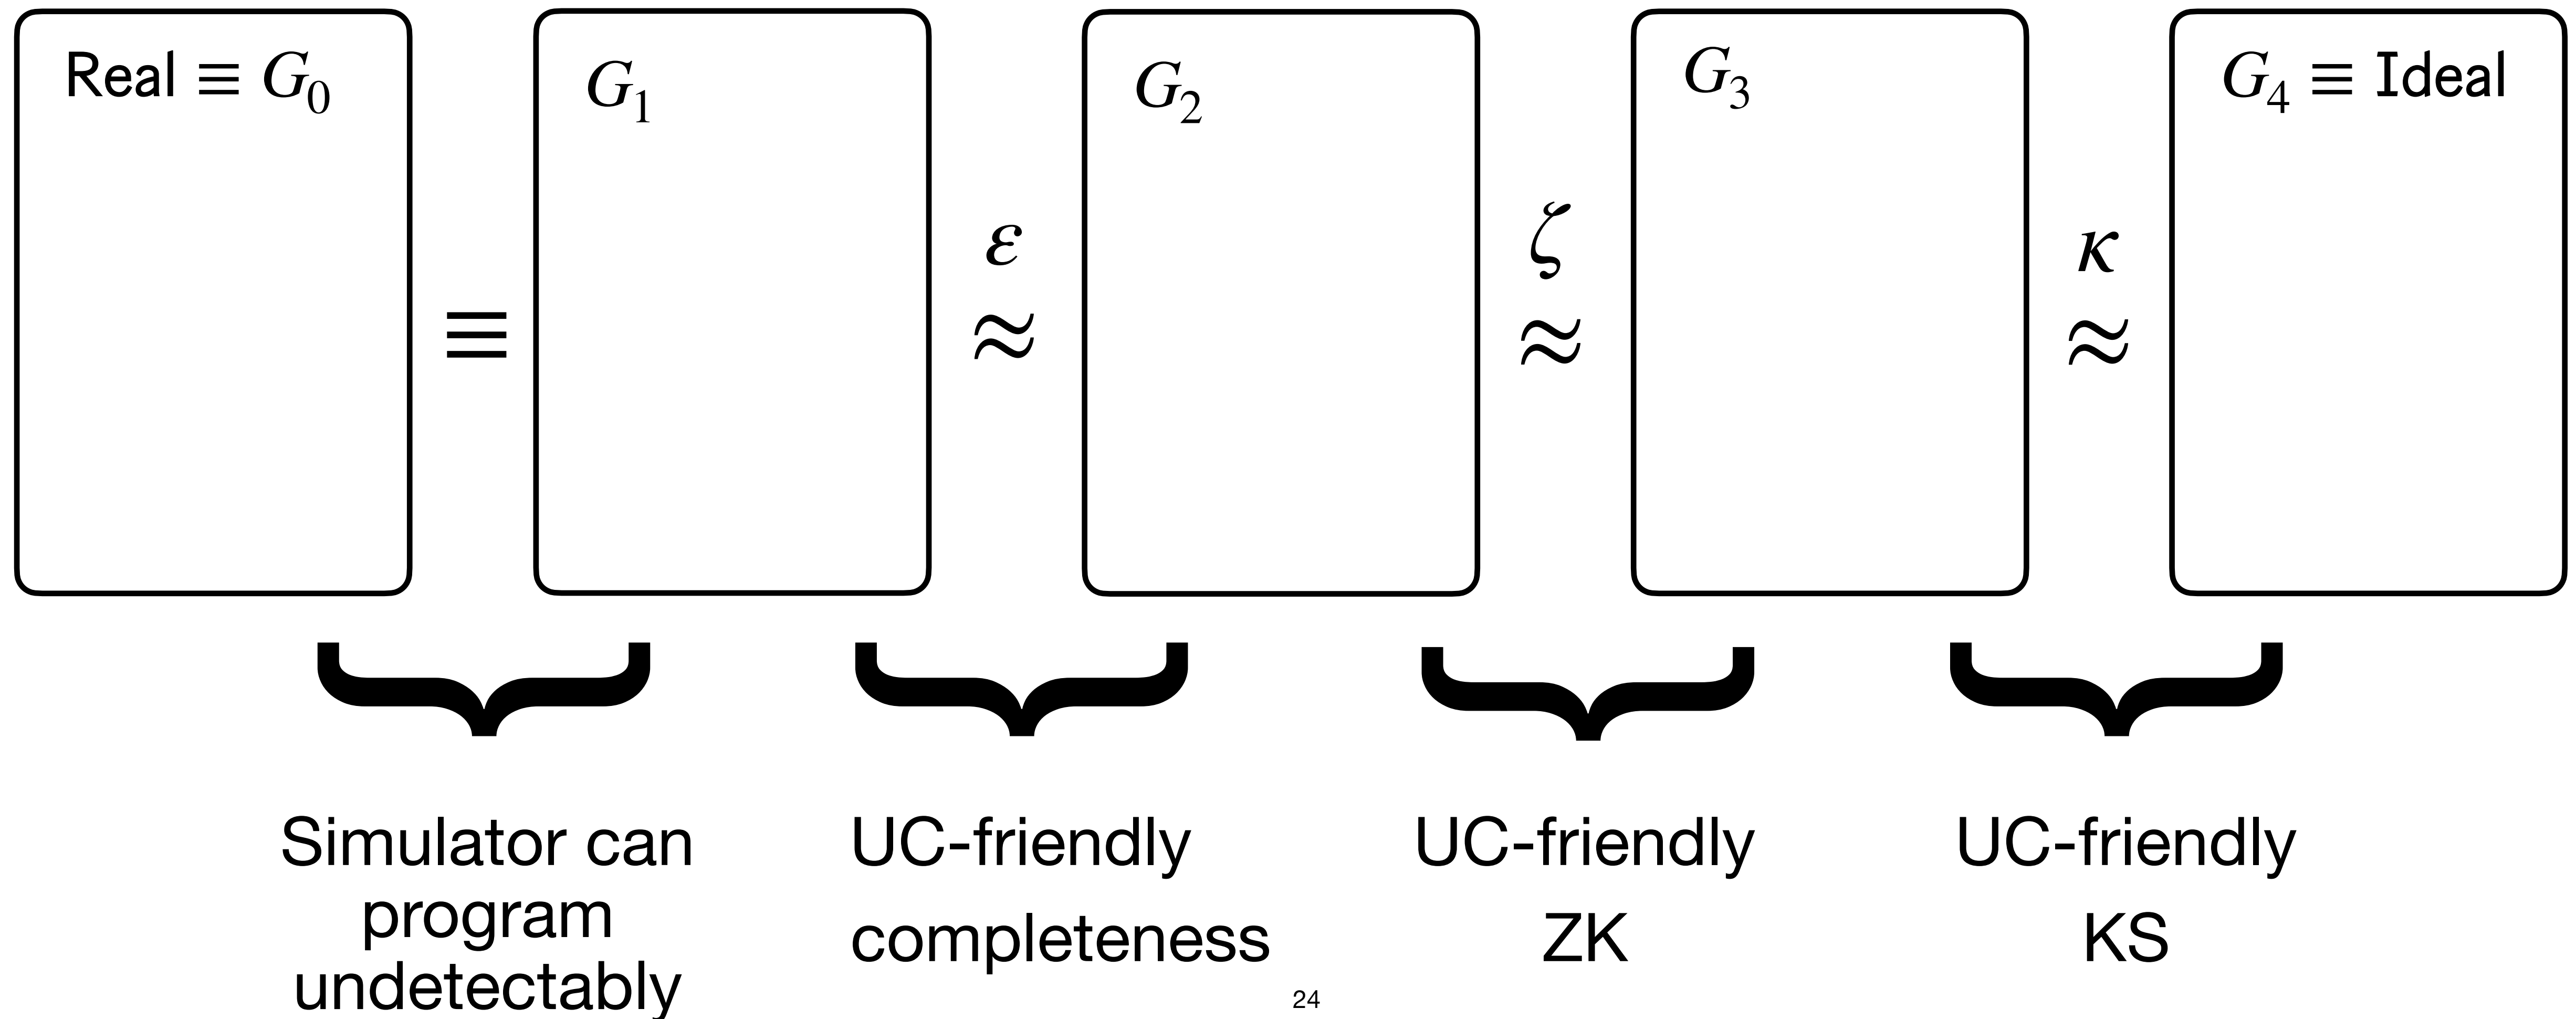 Real ≡ G₀
G₁
G₂
G₃
G₄ ≡ Ideal
≡
ε
≈
ζ
≈
κ
≈
Simulator can
program
undetectably
UC-friendly
completeness
UC-friendly
ZK
UC-friendly
KS
24